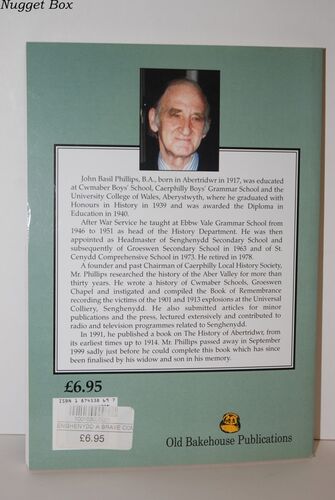 Nugget Box
John Basil Phillips, B.A., born in Abertridwr in 1917, was educated
at Cwmaber Boys' School, Caerphilly Boys' Grammar School and the
University College of Wales, Aberystwyth, where he graduated with
Honours in History in 1939 and was awarded the Diploma in
Education in 1940.
After War Service he taught at Ebbw Vale Grammar School from
1946 to 1951 as head of the History Department. He was then
appointed as Headmaster of Senghenydd Secondary School and
subsequently of Groeswen Secondary School in 1963 and of St.
Cenydd Comprehensive School in 1973. He retired in 1978.
A founder and past Chairman of Caerphilly Local History Society,
Mr. Phillips researched the history of the Aber Valley for more than
thirty years. He wrote a history of Cwmaber Schools, Groeswen
Chapel and instigated and compiled the Book of Remembrance
recording the victims of the 1901 and 1913 explosions at the Universal
Colliery, Senghenydd. He also submitted articles for minor
publications and the press, lectured extensively and contributed to
radio and television programmes related to Senghenydd.
In 1991, he published a book on The History of Abertridwr, from
its earliest times up to 1914. Mr. Phillips passed away in September
1999 sadly just before he could complete this book which has since
been finalised by his widow and son in his memory.
£6.95
ISBN 1 874538 65 7
ENGHENYDD A BRAVE COM
£6.95
Old Bakehouse Publications